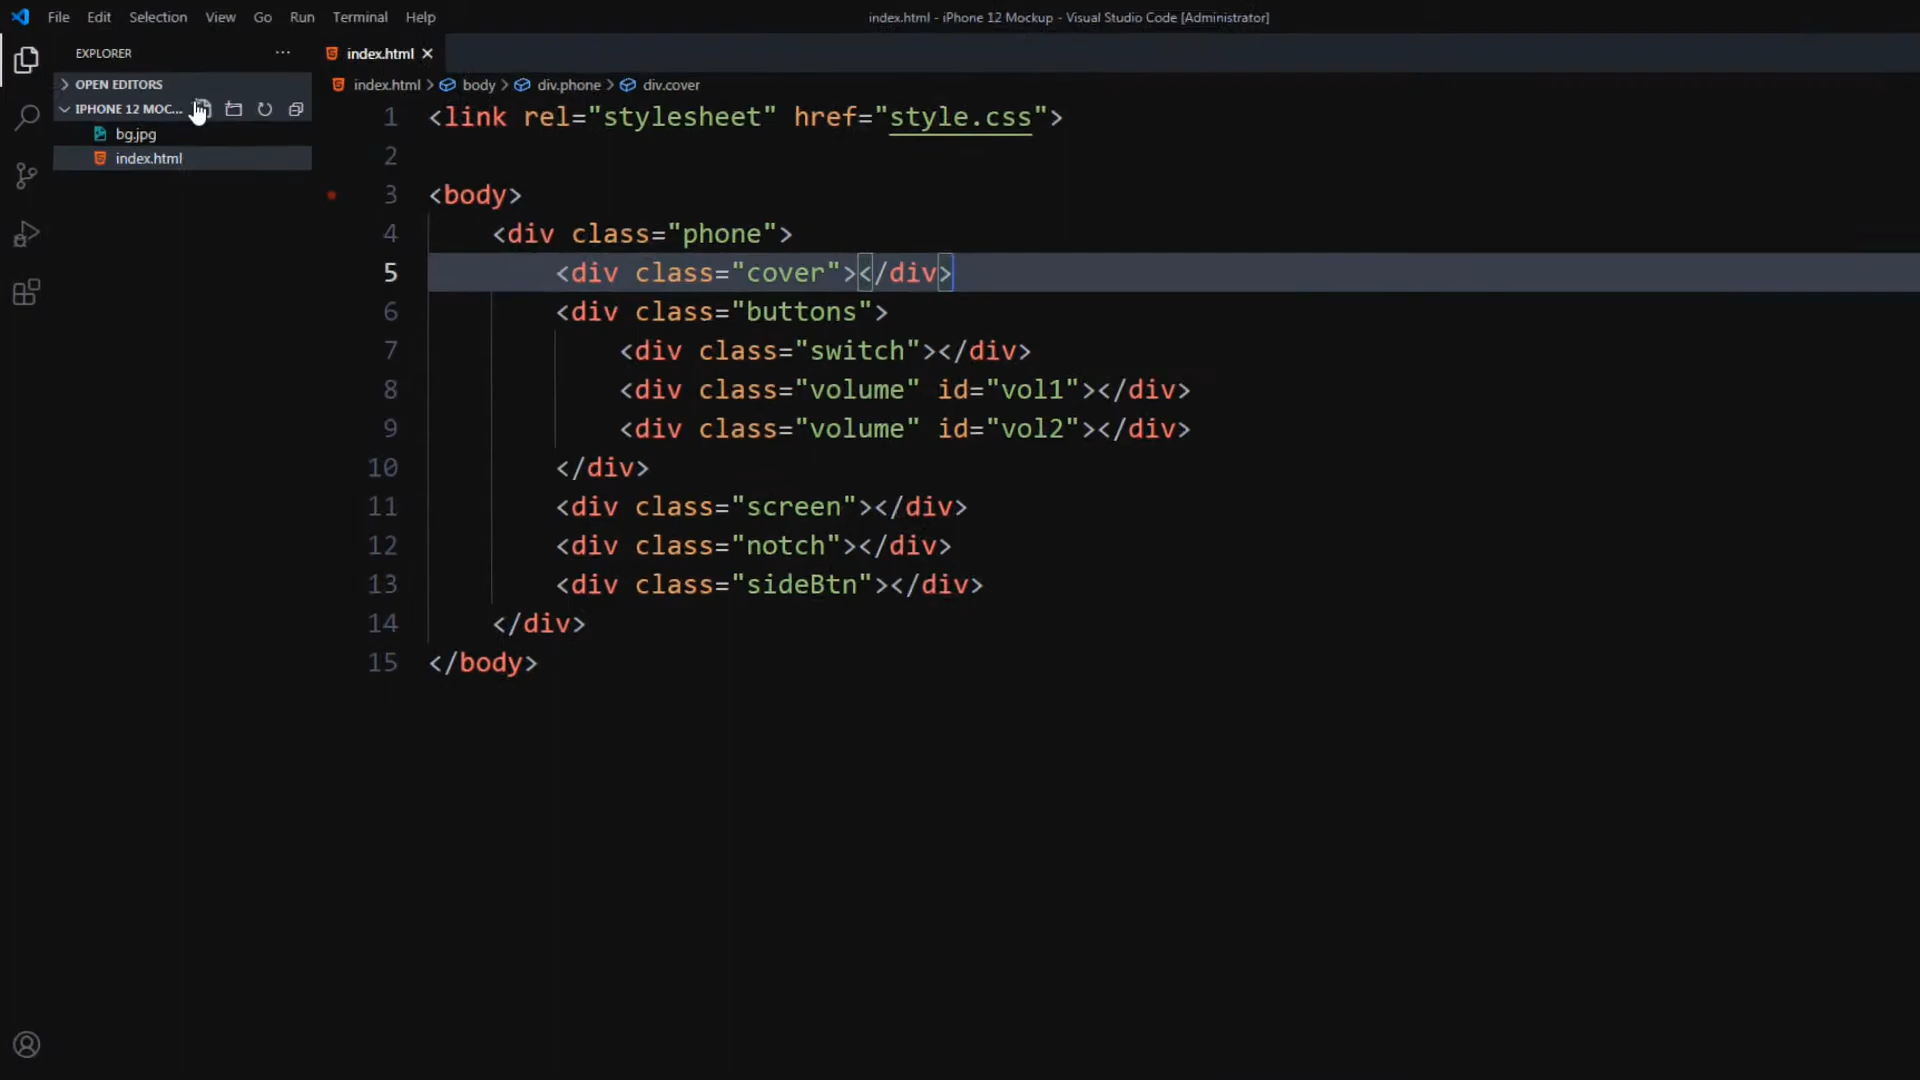 File Edit Selection View Go Run Terminal Help
index.html - iPhone 12 Mockup - Visual Studio Code [Administrator]
EXPLORER
OPEN EDITORS
IPHONE 12 MOC...
bg.jpg
index.html
index.html
index.html > body > div.phone > div.cover
1 <link rel="stylesheet" href="style.css">
2
3 <body>
4 <div class="phone">
5 <div class="cover"></div>
6 <div class="buttons">
7 <div class="switch"></div>
8 <div class="volume" id="vol1"></div>
9 <div class="volume" id="vol2"></div>
10 </div>
11 <div class="screen"></div>
12 <div class="notch"></div>
13 <div class="sideBtn"></div>
14 </div>
15 </body>